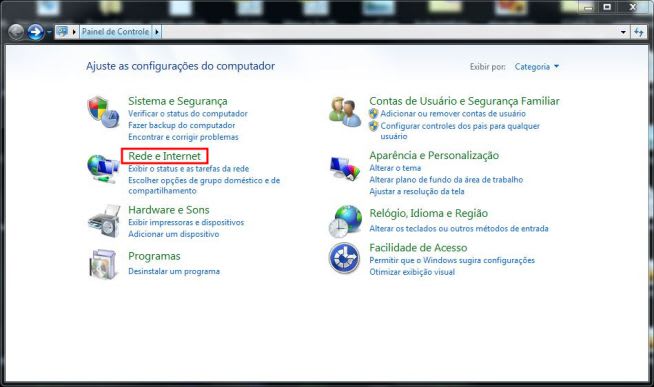 Painel de Controle
Ajuste as configurações do computador
Exibir por: Categoria
Sistema e Segurança
Verificar o status do computador
Fazer backup do computador
Encontrar e corrigir problemas
Rede e Internet
Exibir o status e as tarefas da rede
Escolher opções de grupo doméstico e de
compartilhamento
Hardware e Sons
Exibir impressoras e dispositivos
Adicionar um dispositivo
Programas
Desinstalar um programa
Contas de Usuário e Segurança Familiar
Adicionar ou remover contas de usuário
Configurar controles dos pais para qualquer
usuário
Aparência e Personalização
Alterar o tema
Alterar plano de fundo da área de trabalho
Ajustar a resolução da tela
Relógio, Idioma e Região
Alterar os teclados ou outros métodos de entrada
Facilidade de Acesso
Permitir que o Windows sugira configurações
Otimizar exibição visual